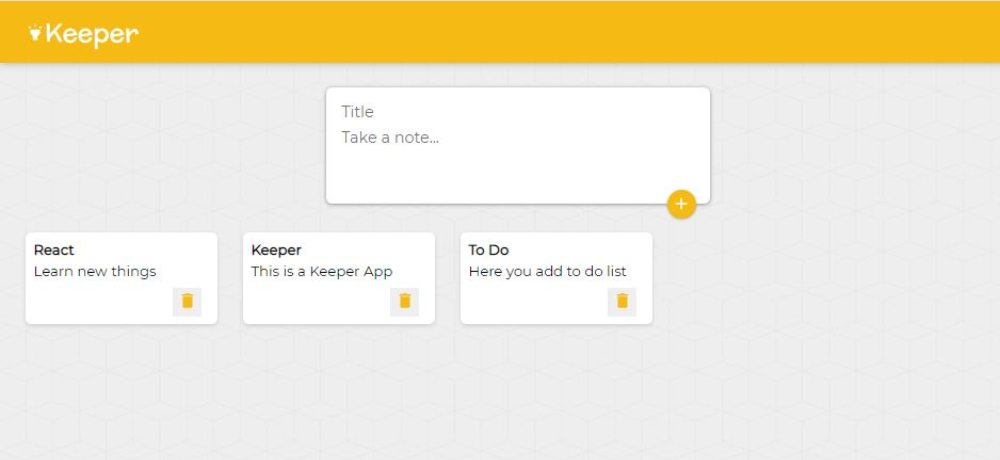 Keeper
Title
Take a note...
+
React
Learn new things
Keeper
This is a Keeper App
To Do
Here you add to do list